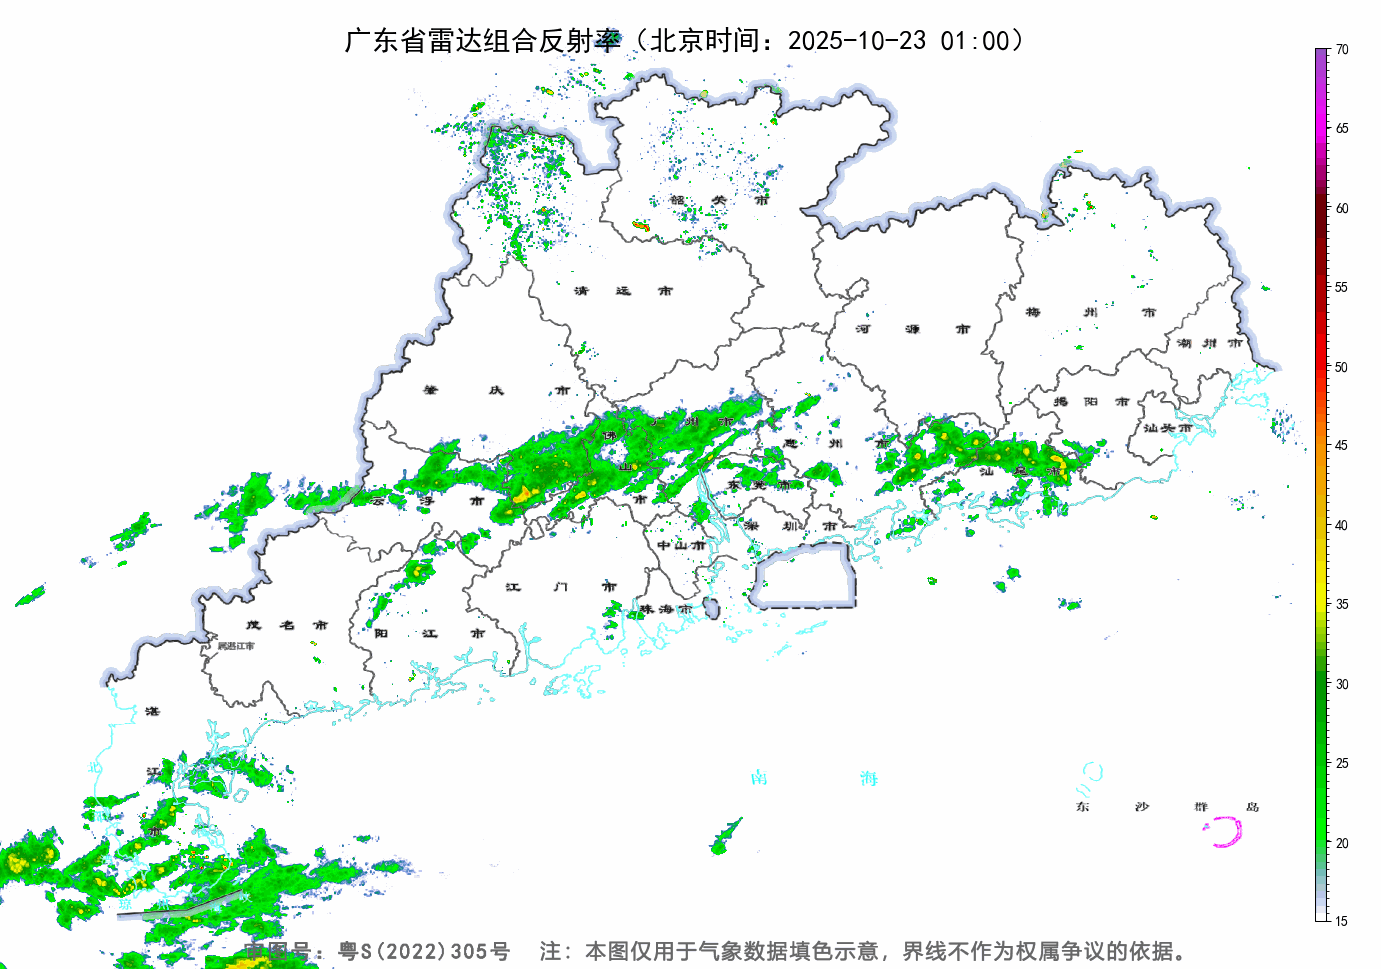 广东省雷达组合反射率（北京时间：2025-10-23 01:00）
70
65
60
55
50
45
40
35
30
25
20
15
韶 关 市
清 远 市
河 源 市
梅 州 市
潮 州 市
肇 庆 市
揭 阳 市
汕头市
佛 山 市
广 州 市
惠 州 市
汕 尾 市
云 浮 市
东 莞 市
深 圳 市
中山市
江 门 市
珠海市
茂 名 市
阳 江 市
属湛江市
湛 江 市
南 海
东 沙 群 岛
审图号：粤S(2022)305号 注：本图仅用于气象数据填色示意，界线不作为权属争议的依据。